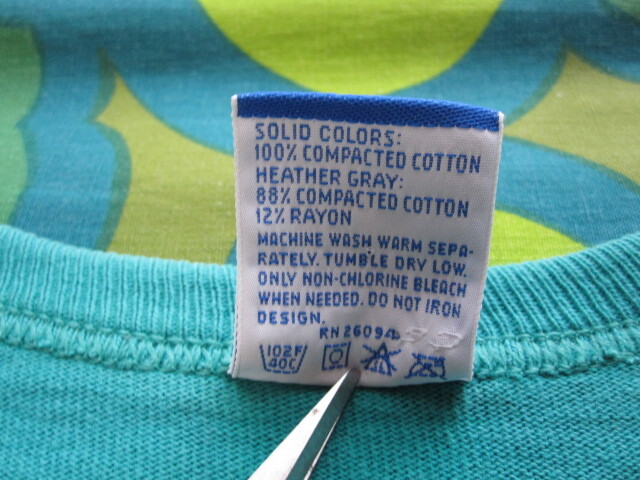 SOLID COLORS:
100% COMPACTED COTTON
HEATHER GRAY:
88% COMPACTED COTTON
12% RAYON
MACHINE WASH WARM SEPA-
RATELY. TUMBLE DRY LOW.
ONLY NON-CHLORINE BLEACH
WHEN NEEDED. DO NOT IRON
DESIGN.
RN 26094
102F
40C